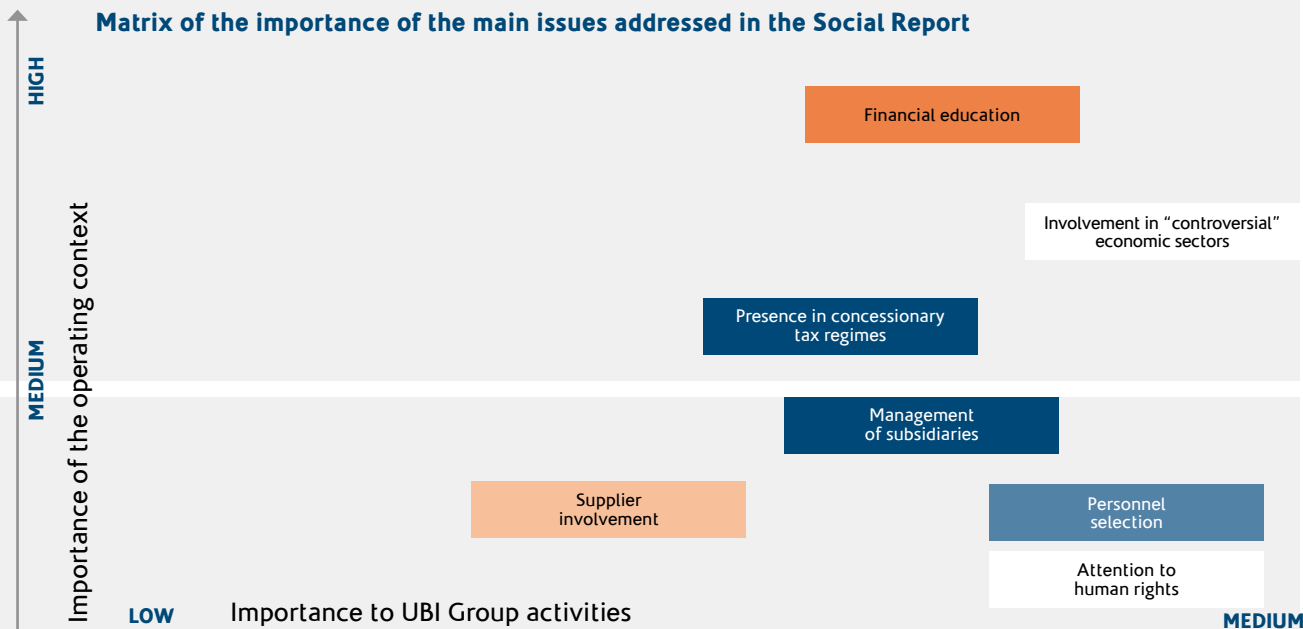 Matrix of the importance of the main issues addressed in the Social Report
HIGH
Financial education
Importance of the operating context
Involvement in “controversial”
economic sectors
Presence in concessionary
tax regimes
MEDIUM
Management
of subsidiaries
Supplier
involvement
Personnel
selection
Attention to
human rights
LOW
Importance to UBI Group activities
MEDIUM